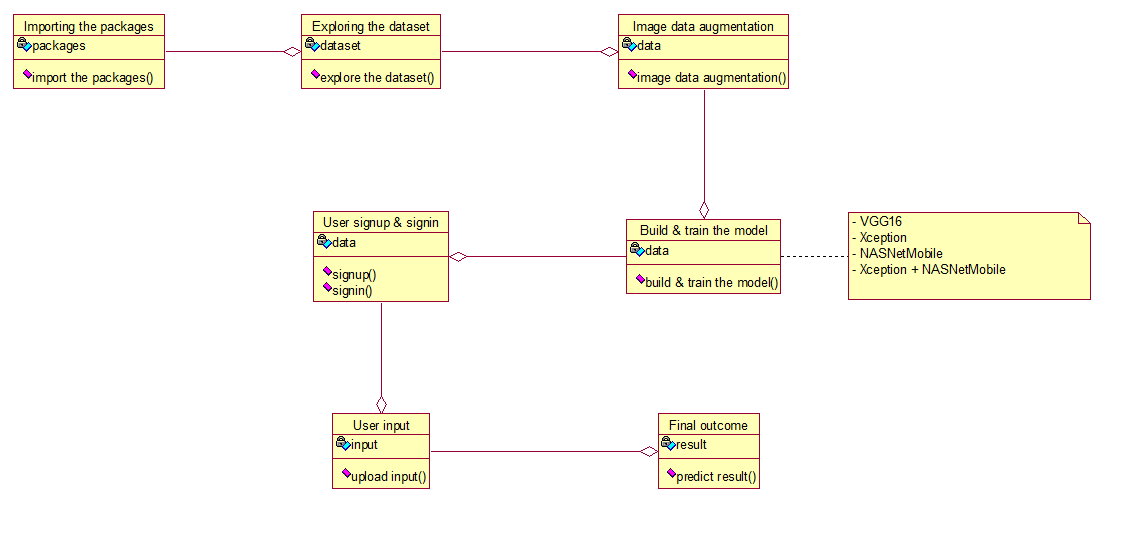 Importing the packages
packages
import the packages()
Exploring the dataset
dataset
explore the dataset()
Image data augmentation
data
image data augmentation()
User signup & signin
data
signup()
signin()
Build & train the model
data
build & train the model()
- VGG16
- Xception
- NASNetMobile
- Xception + NASNetMobile
User input
input
upload input()
Final outcome
result
predict result()